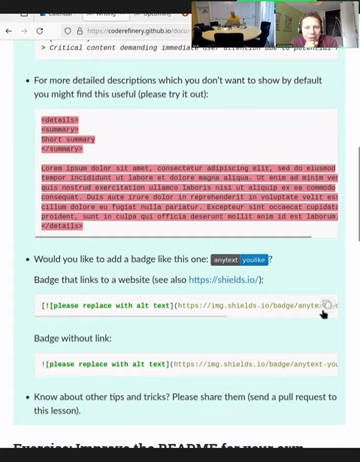 https://coderefinery.github.io/docu
> Critical content demanding immediate user attention due to potential
• For more detailed descriptions which you don't want to show by default
you might find this useful (please try it out):
<details>
<summary>
Short summary
</summary>
Lorem ipsum dolor sit amet, consectetur adipiscing elit, sed do eiusmod
tempor incididunt ut labore et dolore magna aliqua. Ut enim ad minim ve
quis nostrud exercitation ullamco laboris nisi ut aliquip ex ea commodo
consequat. Duis aute irure dolor in reprehenderit in voluptate velit es
cillum dolore eu fugiat nulla pariatur. Excepteur sint occaecat cupidat
proident, sunt in culpa qui officia deserunt mollit anim id est laborum
</details>
• Would you like to add a badge like this one: anytext youlike ?
Badge that links to a website (see also https://shields.io/):
[![please replace with alt text](https://img.shields.io/badge/anyte
Badge without link:
![please replace with alt text](https://img.shields.io/badge/anytext-you
• Know about other tips and tricks? Please share them (send a pull request to
this lesson).
Exercise: Improve the README for your own